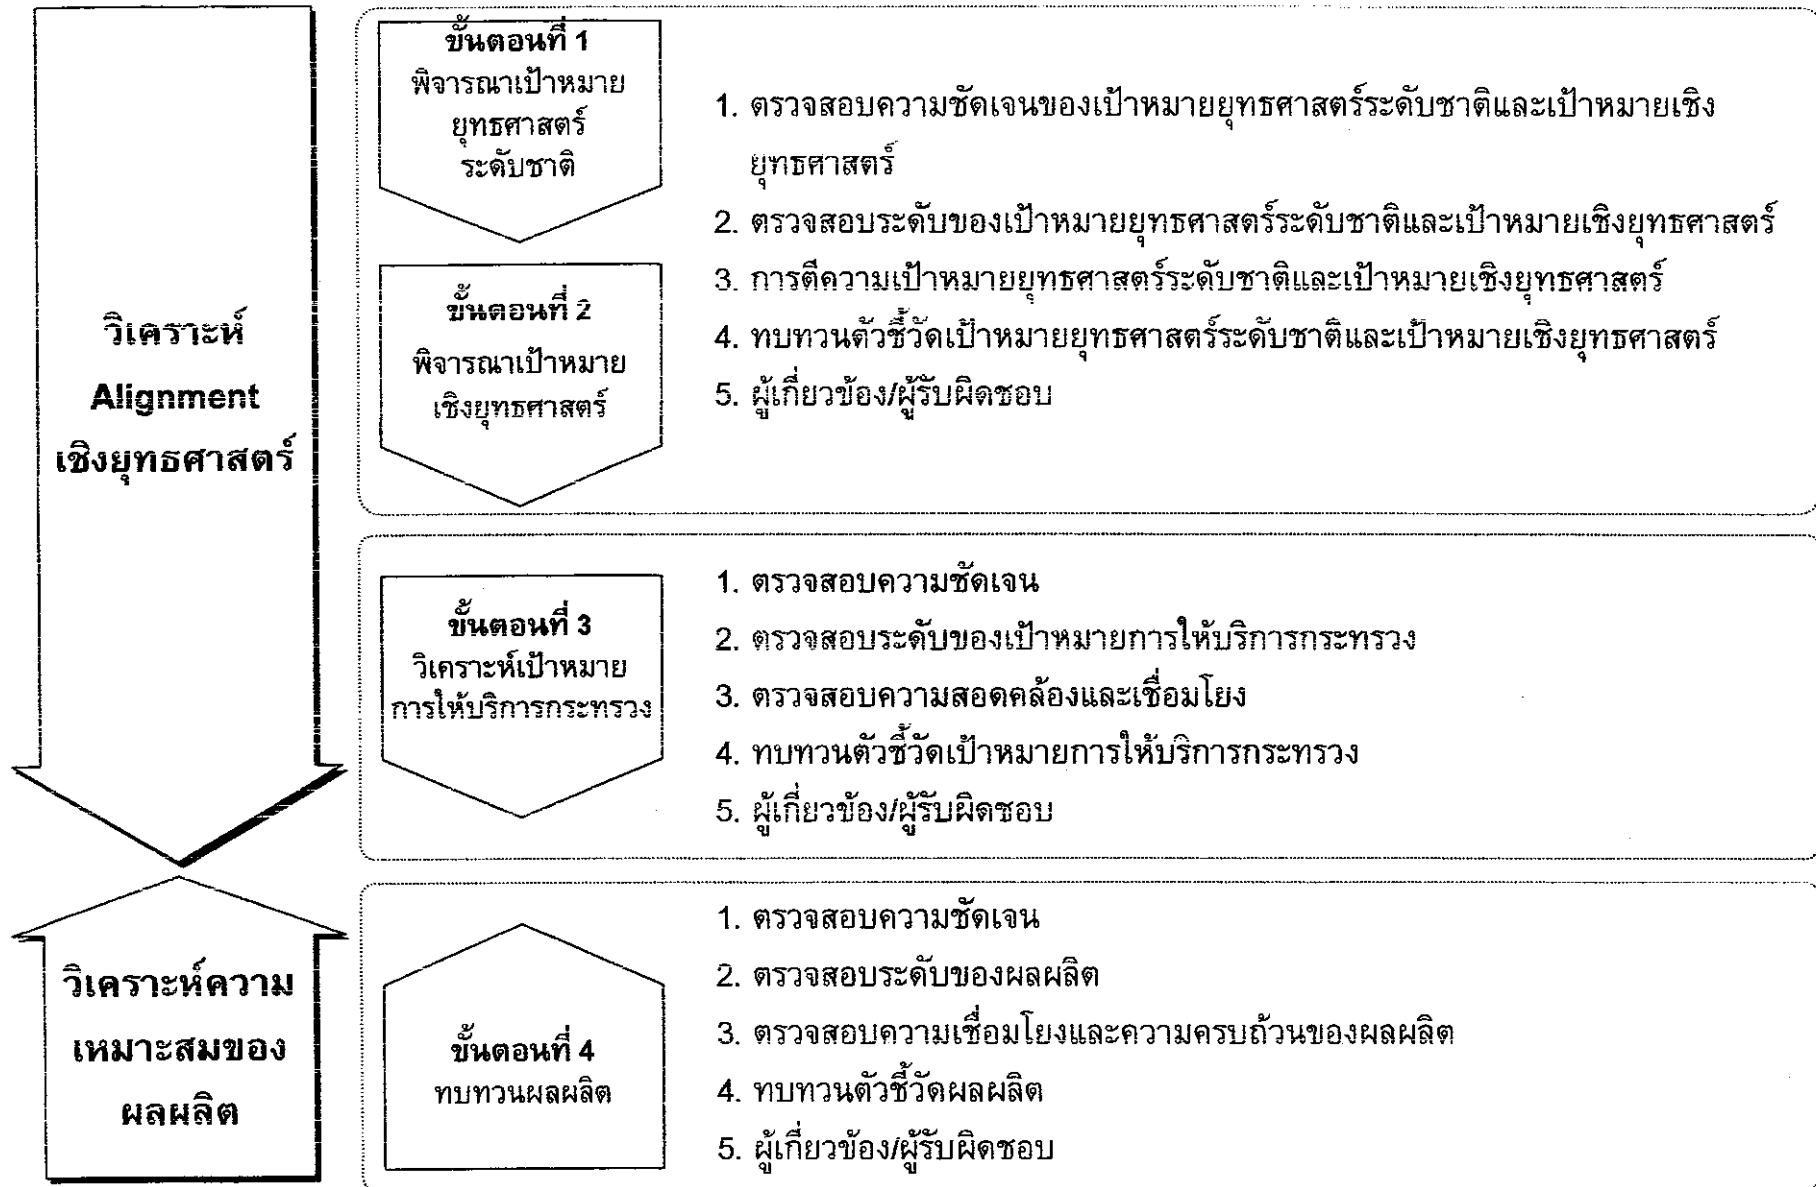 วิเคราะห์
Alignment
เชิงยุทธศาสตร์
ขั้นตอนที่ 1
พิจารณาเป้าหมาย
ยุทธศาสตร์
ระดับชาติ
ขั้นตอนที่ 2
พิจารณาเป้าหมาย
เชิงยุทธศาสตร์
1. ตรวจสอบความชัดเจนของเป้าหมายยุทธศาสตร์ระดับชาติและเป้าหมายเชิง
ยุทธศาสตร์
2. ตรวจสอบระดับของเป้าหมายยุทธศาสตร์ระดับชาติและเป้าหมายเชิงยุทธศาสตร์
3. การตีความเป้าหมายยุทธศาสตร์ระดับชาติและเป้าหมายเชิงยุทธศาสตร์
4. ทบทวนตัวชี้วัดเป้าหมายยุทธศาสตร์ระดับชาติและเป้าหมายเชิงยุทธศาสตร์
5. ผู้เกี่ยวข้อง/ผู้รับผิดชอบ
ขั้นตอนที่ 3
วิเคราะห์เป้าหมาย
การให้บริการกระทรวง
1. ตรวจสอบความชัดเจน
2. ตรวจสอบระดับของเป้าหมายการให้บริการกระทรวง
3. ตรวจสอบความสอดคล้องและเชื่อมโยง
4. ทบทวนตัวชี้วัดเป้าหมายการให้บริการกระทรวง
5. ผู้เกี่ยวข้อง/ผู้รับผิดชอบ
วิเคราะห์ความ
เหมาะสมของ
ผลผลิต
ขั้นตอนที่ 4
ทบทวนผลผลิต
1. ตรวจสอบความชัดเจน
2. ตรวจสอบระดับของผลผลิต
3. ตรวจสอบความเชื่อมโยงและความครบถ้วนของผลผลิต
4. ทบทวนตัวชี้วัดผลผลิต
5. ผู้เกี่ยวข้อง/ผู้รับผิดชอบ